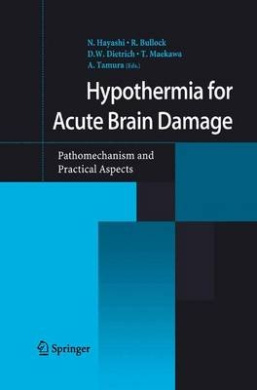 N. Hayashi · R. Bullock
D.W. Dietrich · T. Maekawa
A. Tamura (Eds.)
Hypothermia for
Acute Brain Damage
Pathomechanism and
Practical Aspects
Springer